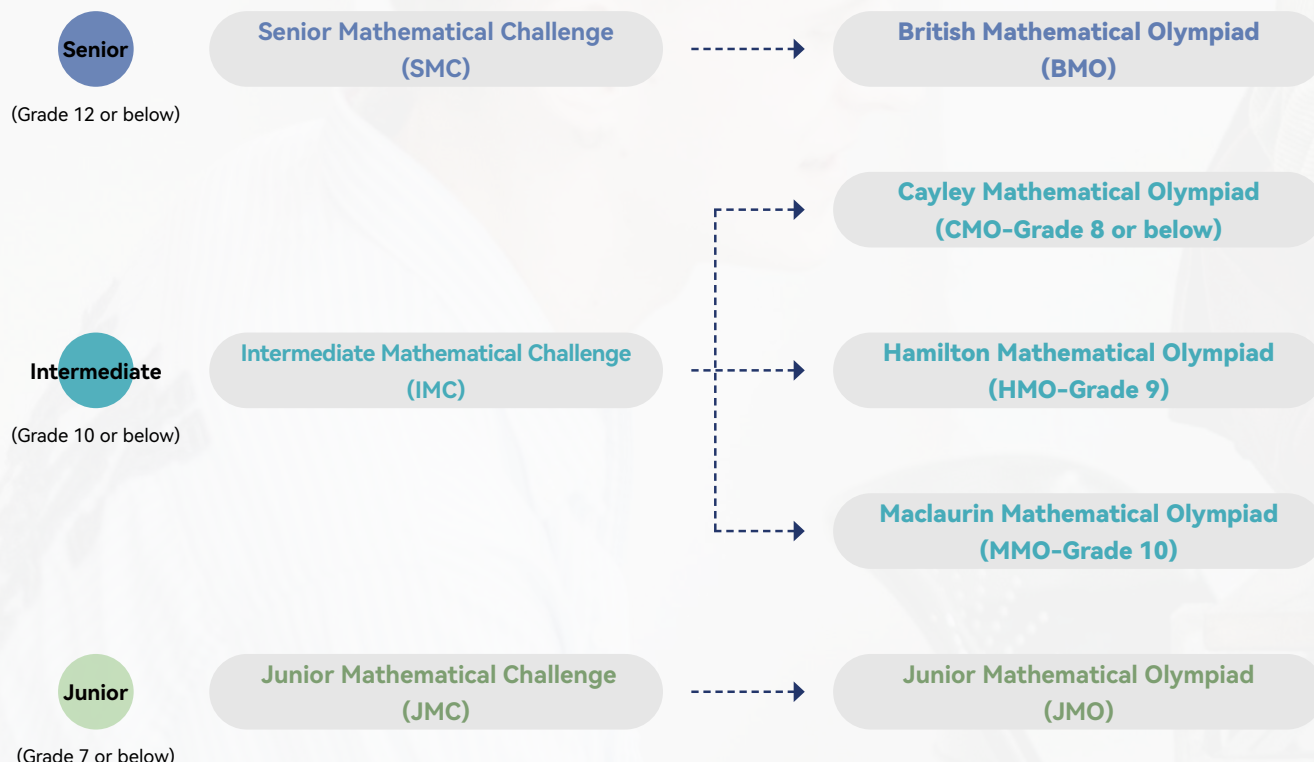 Senior
(Grade 12 or below)
Senior Mathematical Challenge
(SMC)
British Mathematical Olympiad
(BMO)
Cayley Mathematical Olympiad
(CMO-Grade 8 or below)
Intermediate
(Grade 10 or below)
Intermediate Mathematical Challenge
(IMC)
Hamilton Mathematical Olympiad
(HMO-Grade 9)
Maclaurin Mathematical Olympiad
(MMO-Grade 10)
Junior
(Grade 7 or below)
Junior Mathematical Challenge
(JMC)
Junior Mathematical Olympiad
(JMO)